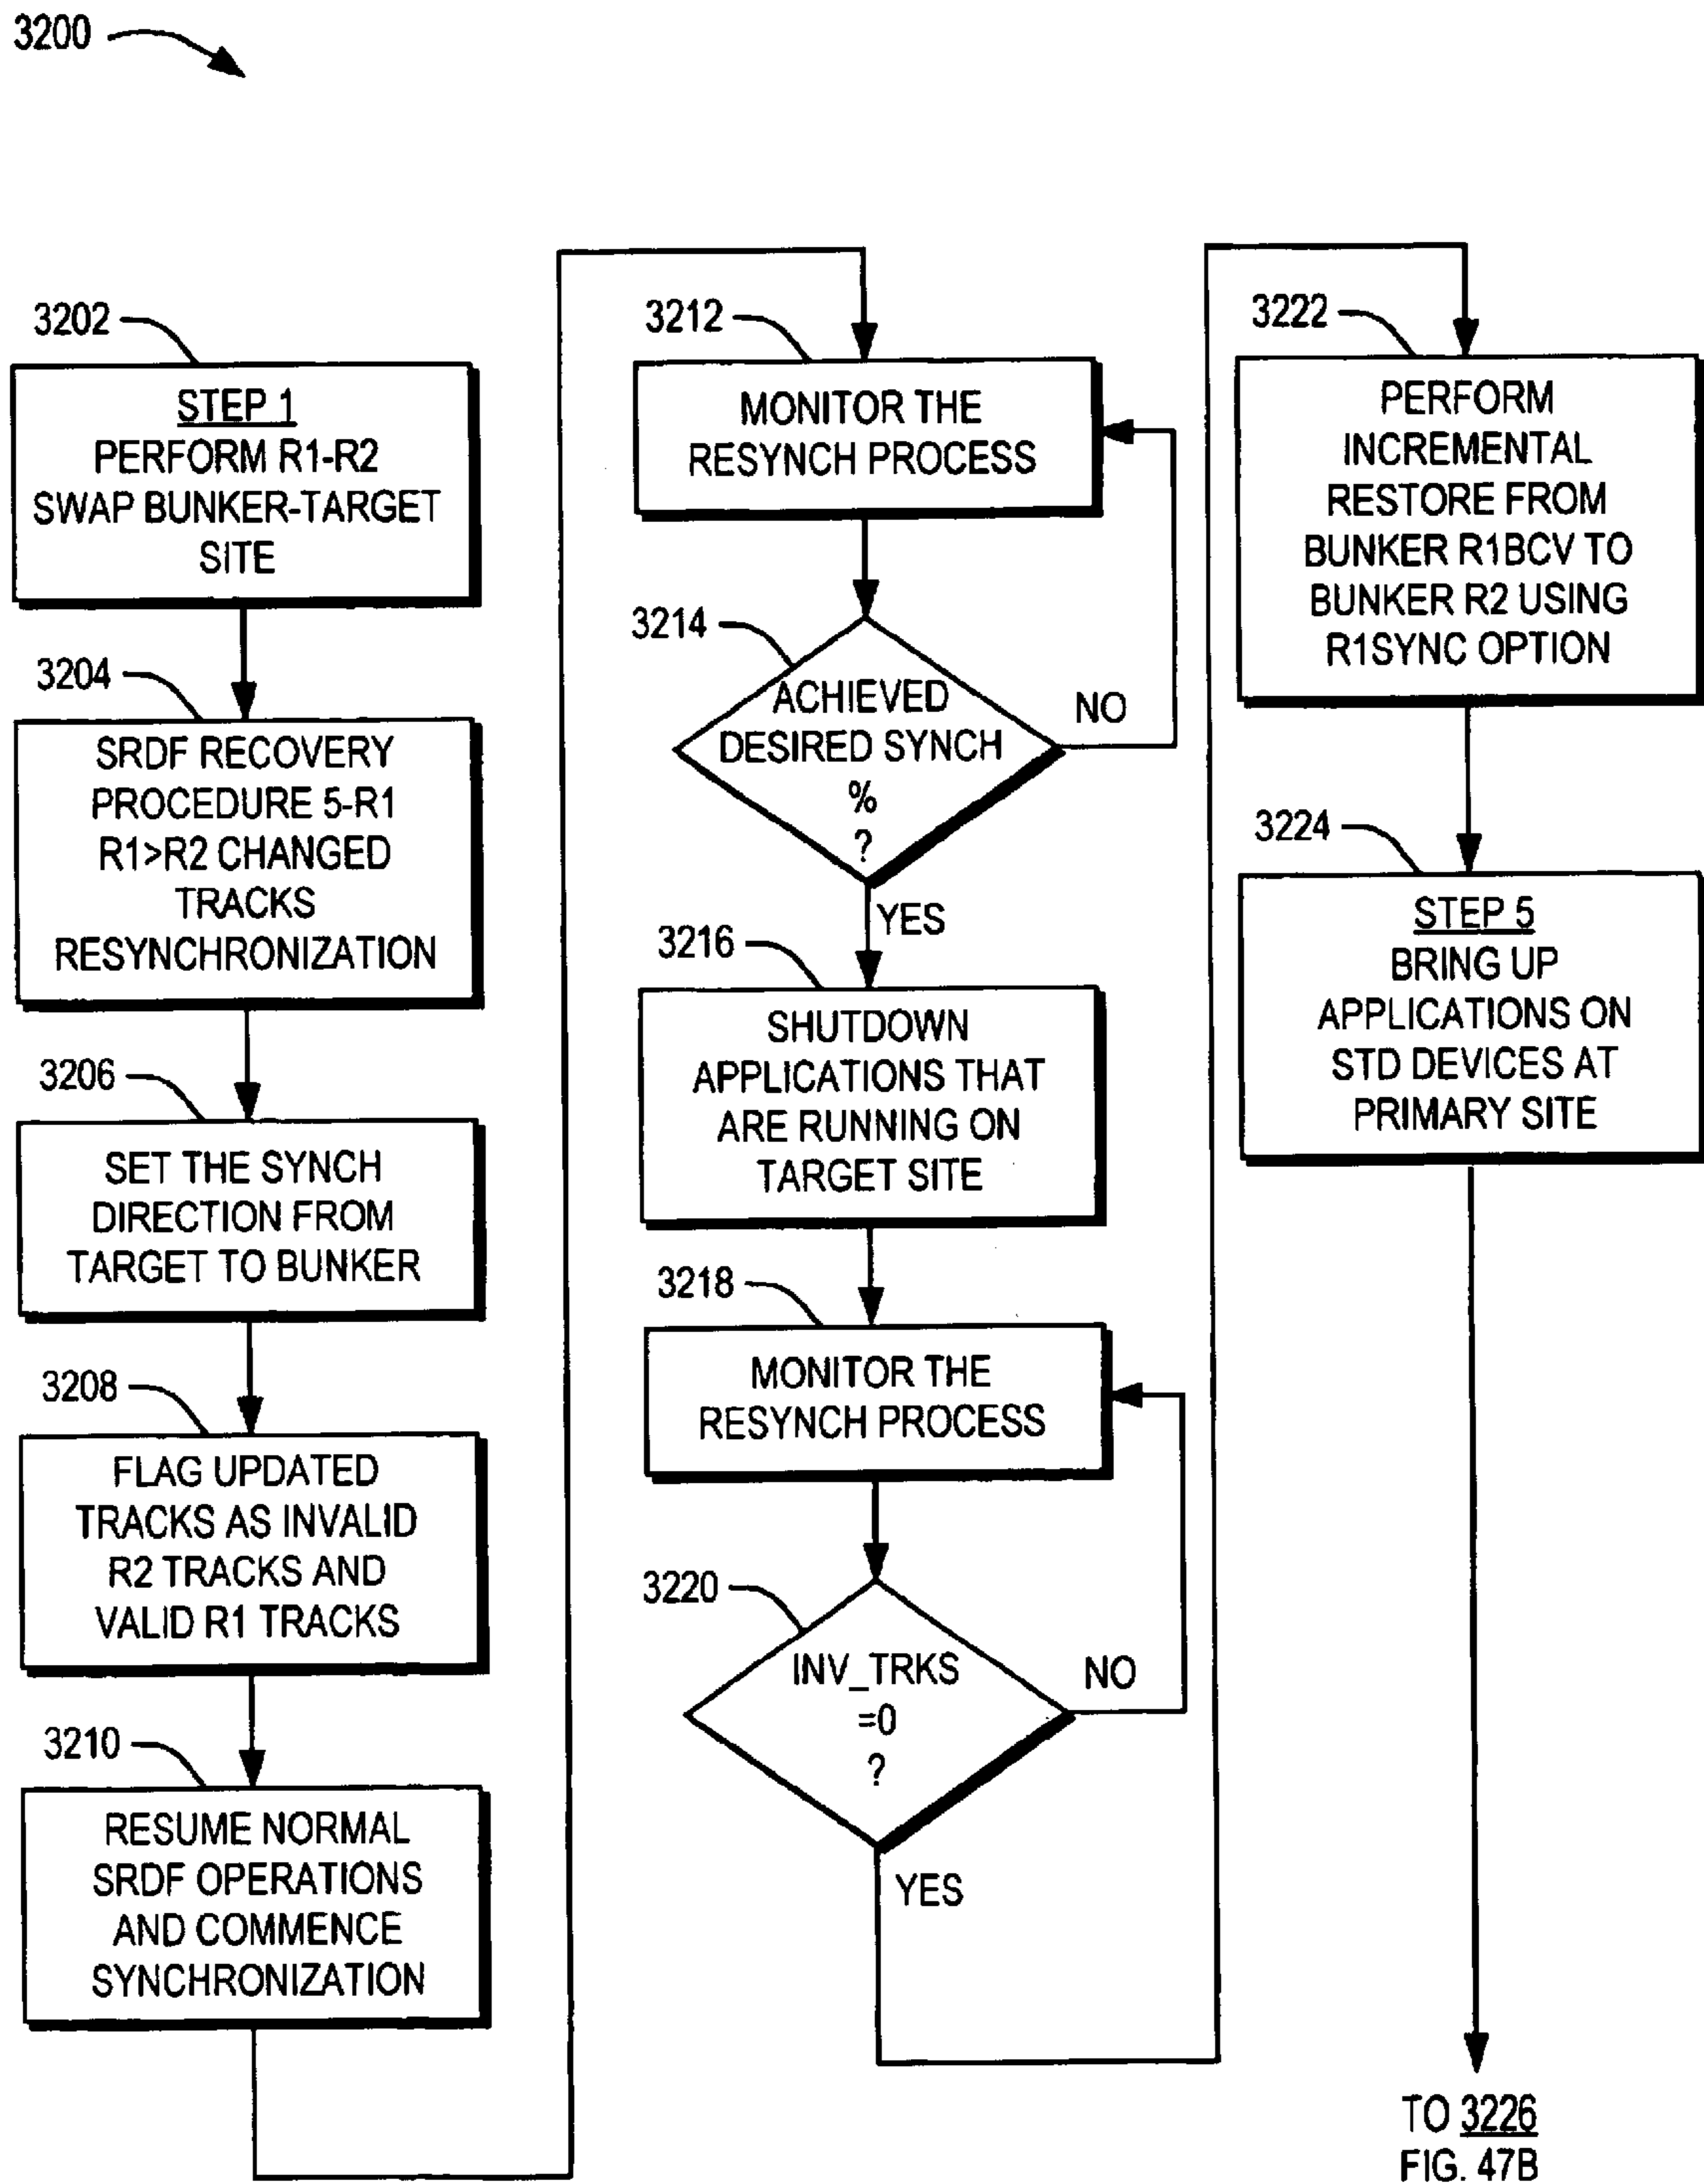 3200
3202
STEP 1
PERFORM R1-R2
SWAP BUNKER-TARGET
SITE
3204
SRDF RECOVERY
PROCEDURE 5-R1
R1>R2 CHANGED
TRACKS
RESYNCHRONIZATION
3206
SET THE SYNCH
DIRECTION FROM
TARGET TO BUNKER
3208
FLAG UPDATED
TRACKS AS INVALID
R2 TRACKS AND
VALID R1 TRACKS
3210
RESUME NORMAL
SRDF OPERATIONS
AND COMMENCE
SYNCHRONIZATION
3212
MONITOR THE
RESYNCH PROCESS
3214
ACHIEVED
DESIRED SYNCH
%
?
NO
YES
3216
SHUTDOWN
APPLICATIONS THAT
ARE RUNNING ON
TARGET SITE
3218
MONITOR THE
RESYNCH PROCESS
3220
INV_TRKS
=0
?
NO
YES
3222
PERFORM
INCREMENTAL
RESTORE FROM
BUNKER R1BCV TO
BUNKER R2 USING
R1SYNC OPTION
3224
STEP 5
BRING UP
APPLICATIONS ON
STD DEVICES AT
PRIMARY SITE
TO 3226
FIG. 47B